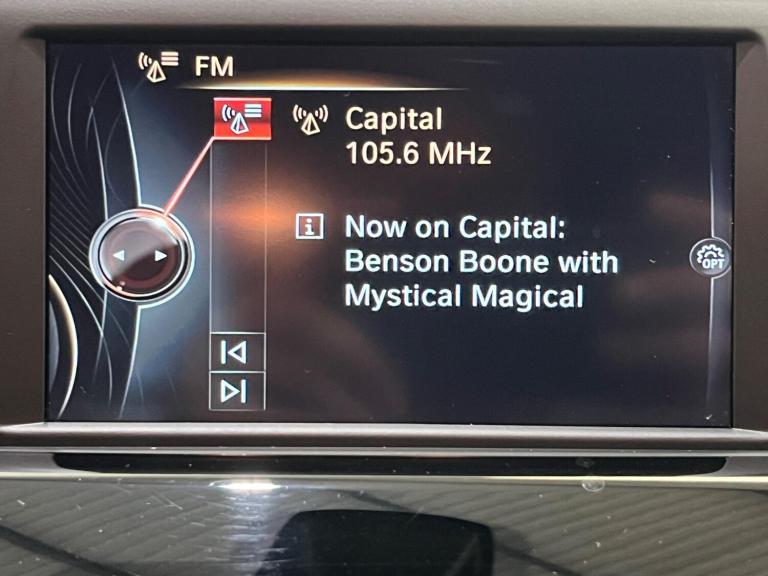 FM
Capital
105.6 MHz
i
Now on Capital:
Benson Boone with
Mystical Magical
OPT